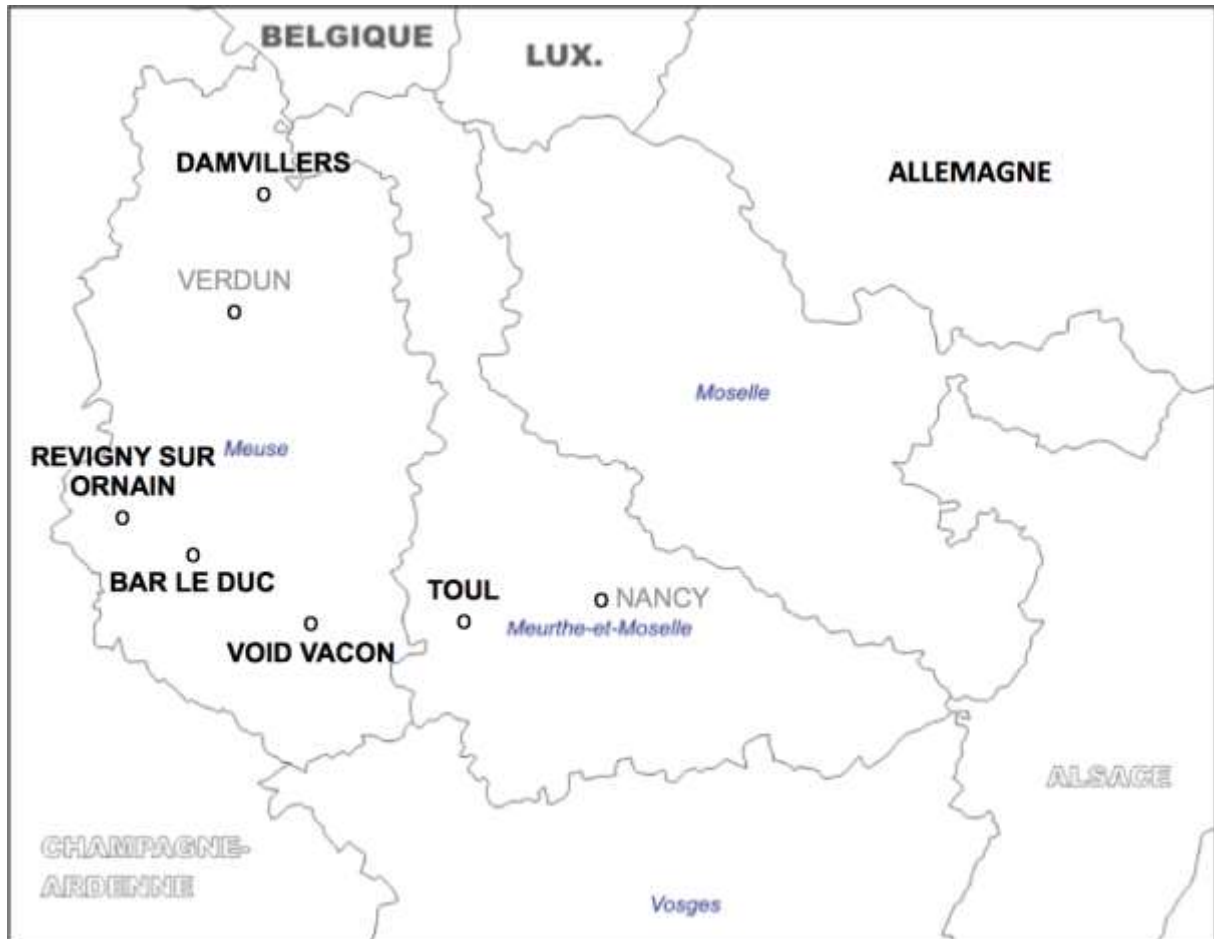 BELGIQUE
LUX.
DAMVILLERS
ALLEMAGNE
VERDUN
Moselle
Meuse
REVIGNY SUR
ORNAIN
BAR LE DUC
TOUL
NANCY
Meurthe-et-Moselle
VOID VACON
ALSACE
CHAMPAGNE-
ARDENNE
Vosges